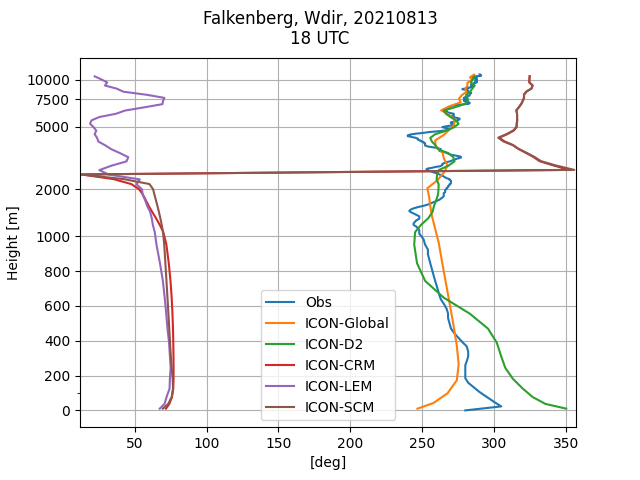 Falkenberg, Wdir, 20210813
18 UTC
Height [m]
10000
7500
5000
2000
1000
800
600
400
200
0
Obs
ICON-Global
ICON-D2
ICON-CRM
ICON-LEM
ICON-SCM
50 100 150 200 250 300 350
[deg]